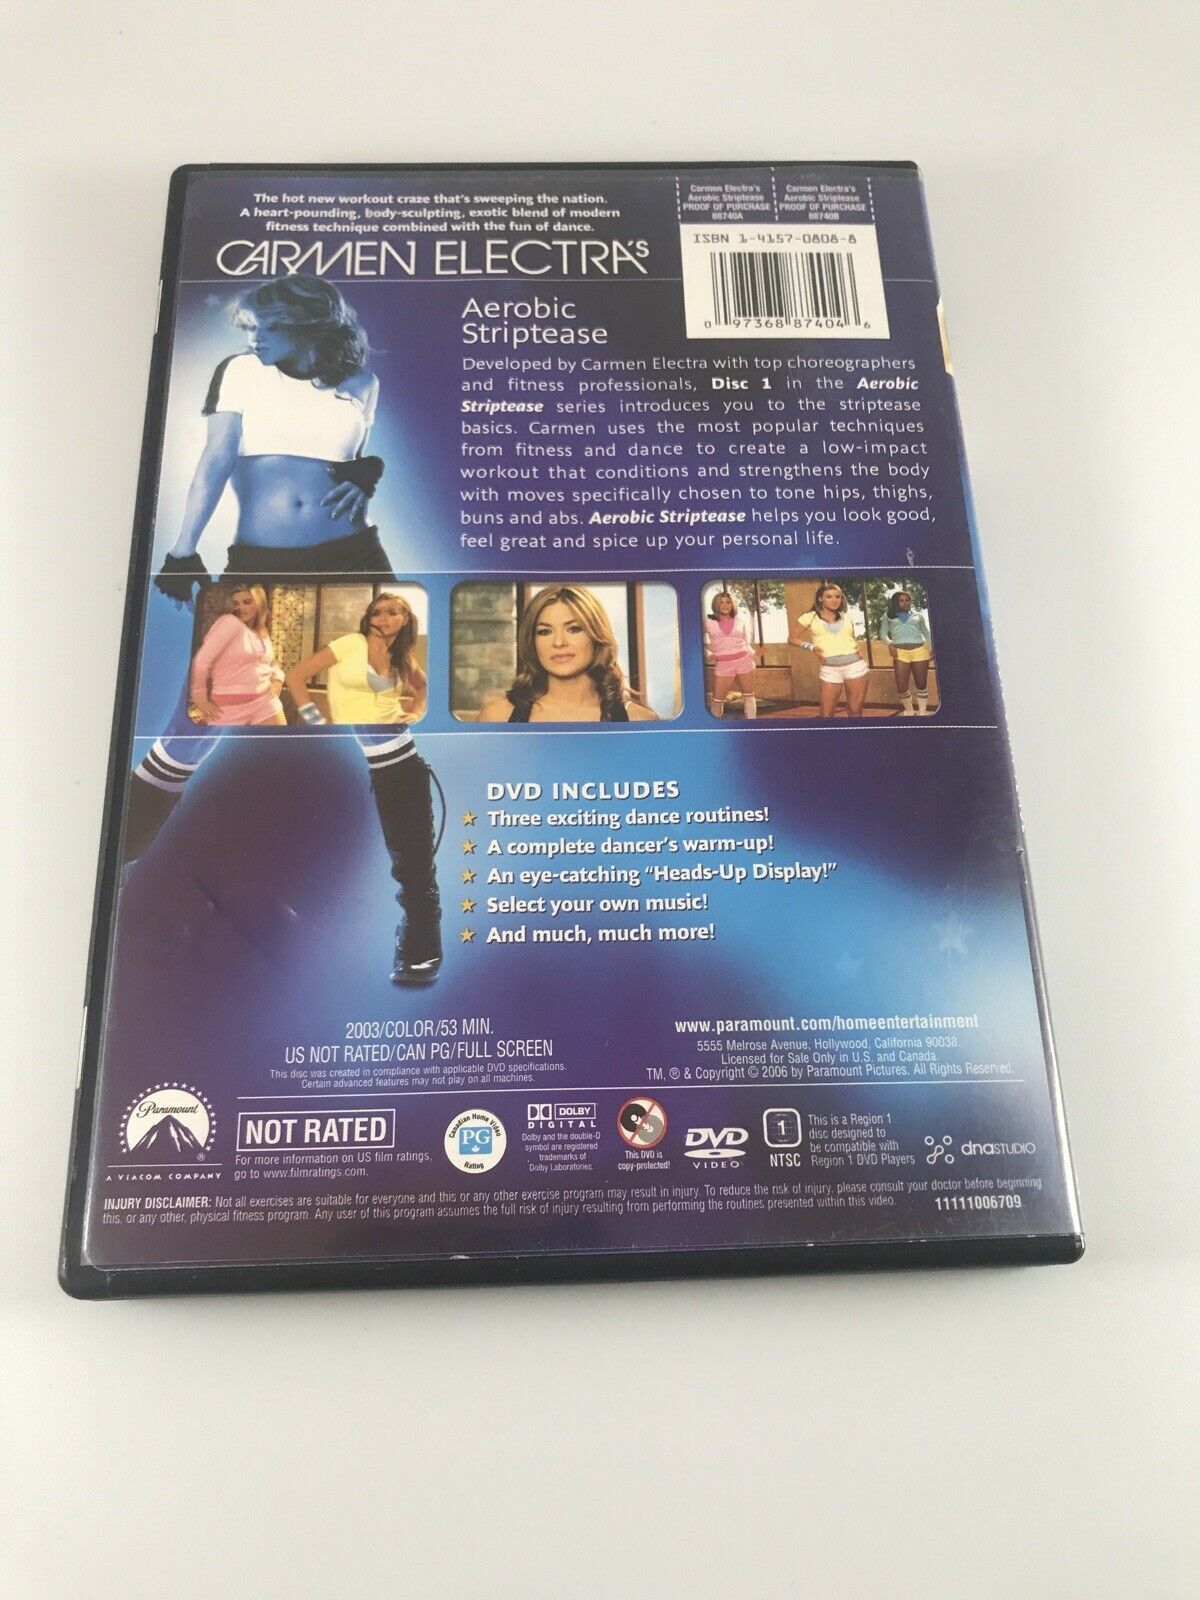 The hot new workout craze that's sweeping the nation.
A heart-pounding, body-sculpting, exotic blend of modern
fitness technique combined with the fun of dance.
CARMEN ELECTRA'S
Carmen Electra's
Aerobic Striptease
PROOF OF PURCHASE
88740A
Carmen Electra's
Aerobic Striptease
PROOF OF PURCHASE
88740B
ISBN 1-4157-0808-8
0 97368 87404 6
Aerobic
Striptease
Developed by Carmen Electra with top choreographers
and fitness professionals, Disc 1 in the Aerobic
Striptease series introduces you to the striptease
basics. Carmen uses the most popular techniques
from fitness and dance to create a low-impact
workout that conditions and strengthens the body
with moves specifically chosen to tone hips, thighs,
buns and abs. Aerobic Striptease helps you look good,
feel great and spice up your personal life.
DVD INCLUDES
Three exciting dance routines!
A complete dancer's warm-up!
An eye-catching "Heads-Up Display!"
Select your own music!
And much, much more!
2003/COLOR/53 MIN.
US NOT RATED/CAN PG/FULL SCREEN
This disc was created in compliance with applicable DVD specifications.
Certain advanced features may not play on all machines.
www.paramount.com/homeentertainment
5555 Melrose Avenue, Hollywood, California 90038.
Licensed for Sale Only in U.S. and Canada.
TM, ® & Copyright © 2006 by Paramount Pictures. All Rights Reserved.
Paramount
®
A VIACOM COMPANY
NOT RATED
For more information on US film ratings,
go to www.filmratings.com.
Canadian Home Video
PG
Rating
DOLBY
DIGITAL
Dolby and the double-D
symbol are registered
trademarks of
Dolby Laboratories.
This DVD is
copy-protected!
DVD
VIDEO
1
NTSC
This is a Region 1
disc designed to
be compatible with
Region 1 DVD Players
dnaSTUDIO
INJURY DISCLAIMER: Not all exercises are suitable for everyone and this or any other exercise program may result in injury. To reduce the risk of injury, please consult your doctor before beginning
this, or any other, physical fitness program. Any user of this program assumes the full risk of injury resulting from performing the routines presented within this video.
11111006709